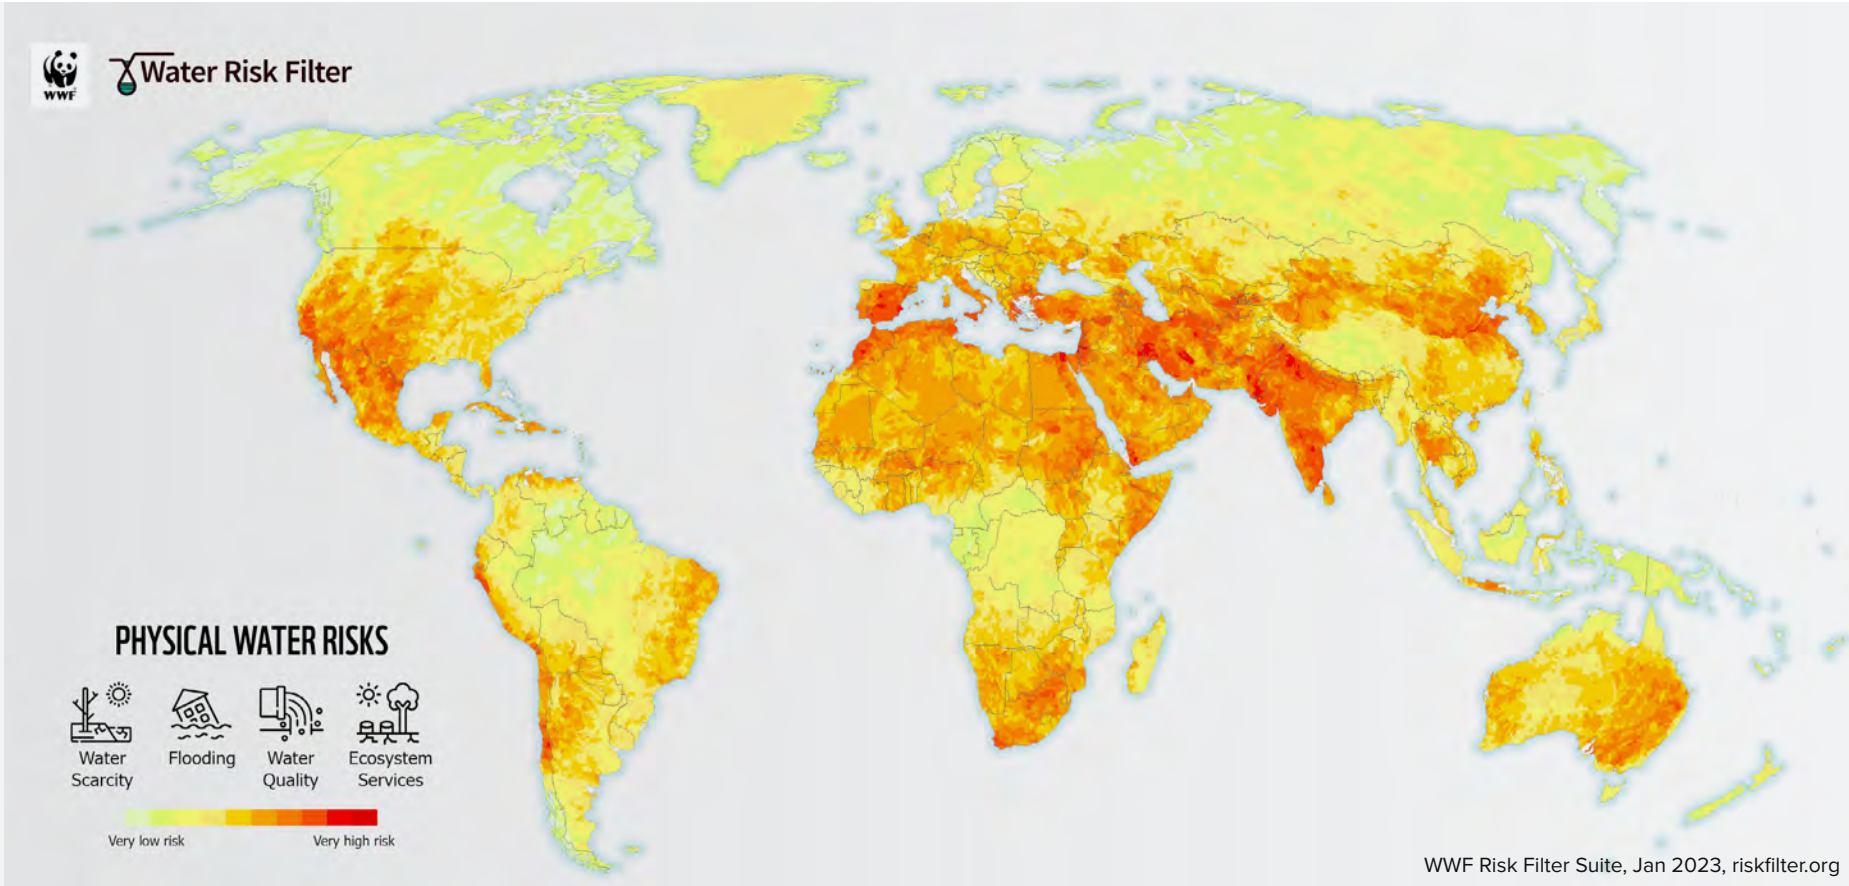 WWF
Water Risk Filter
PHYSICAL WATER RISKS
Water
Scarcity
Flooding
Water
Quality
Ecosystem
Services
Very low risk
Very high risk
WWF Risk Filter Suite, Jan 2023, riskfilter.org